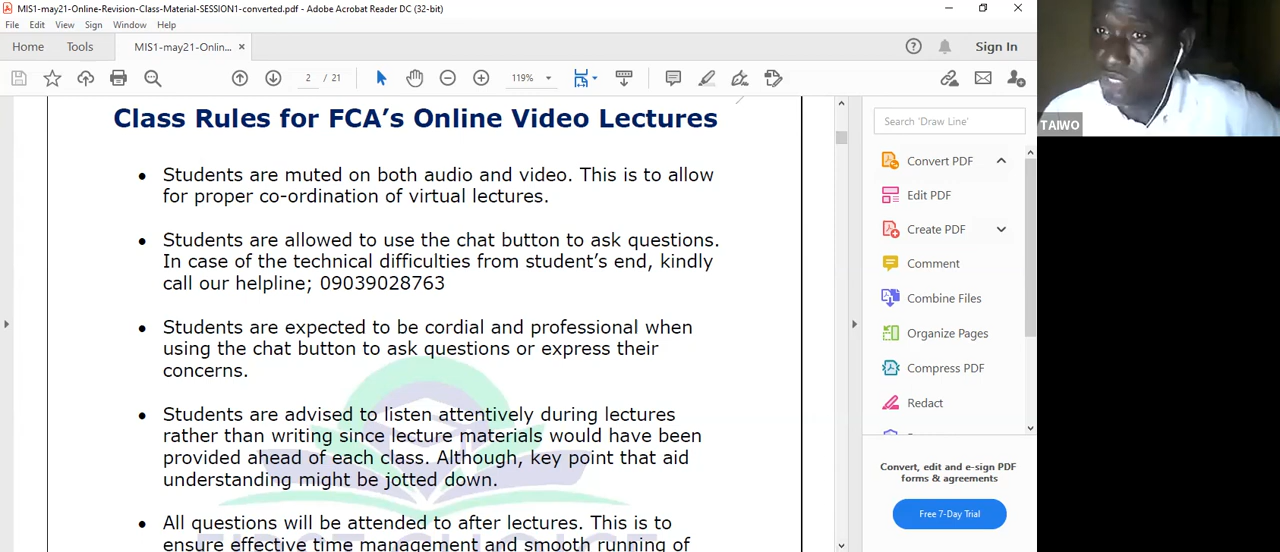 MIS1-may21-Online-Revision-Class-Material-SESSION1-converted.pdf - Adobe Acrobat Reader DC (32-bit)
File Edit View Sign Window Help
Home Tools MIS1-may21-Onlin... × Sign In
2 / 21 119%
Class Rules for FCA's Online Video Lectures
• Students are muted on both audio and video. This is to allow
for proper co-ordination of virtual lectures.
• Students are allowed to use the chat button to ask questions.
In case of the technical difficulties from student's end, kindly
call our helpline; 09039028763
• Students are expected to be cordial and professional when
using the chat button to ask questions or express their
concerns.
• Students are advised to listen attentively during lectures
rather than writing since lecture materials would have been
provided ahead of each class. Although, key point that aid
understanding might be jotted down.
• All questions will be attended to after lectures. This is to
ensure effective time management and smooth running of
FIRST CHOICE
Search 'Draw Line'
Convert PDF
Edit PDF
Create PDF
Comment
Combine Files
Organize Pages
Compress PDF
Redact
Convert, edit and e-sign PDF
forms & agreements
Free 7-Day Trial
TAIWO